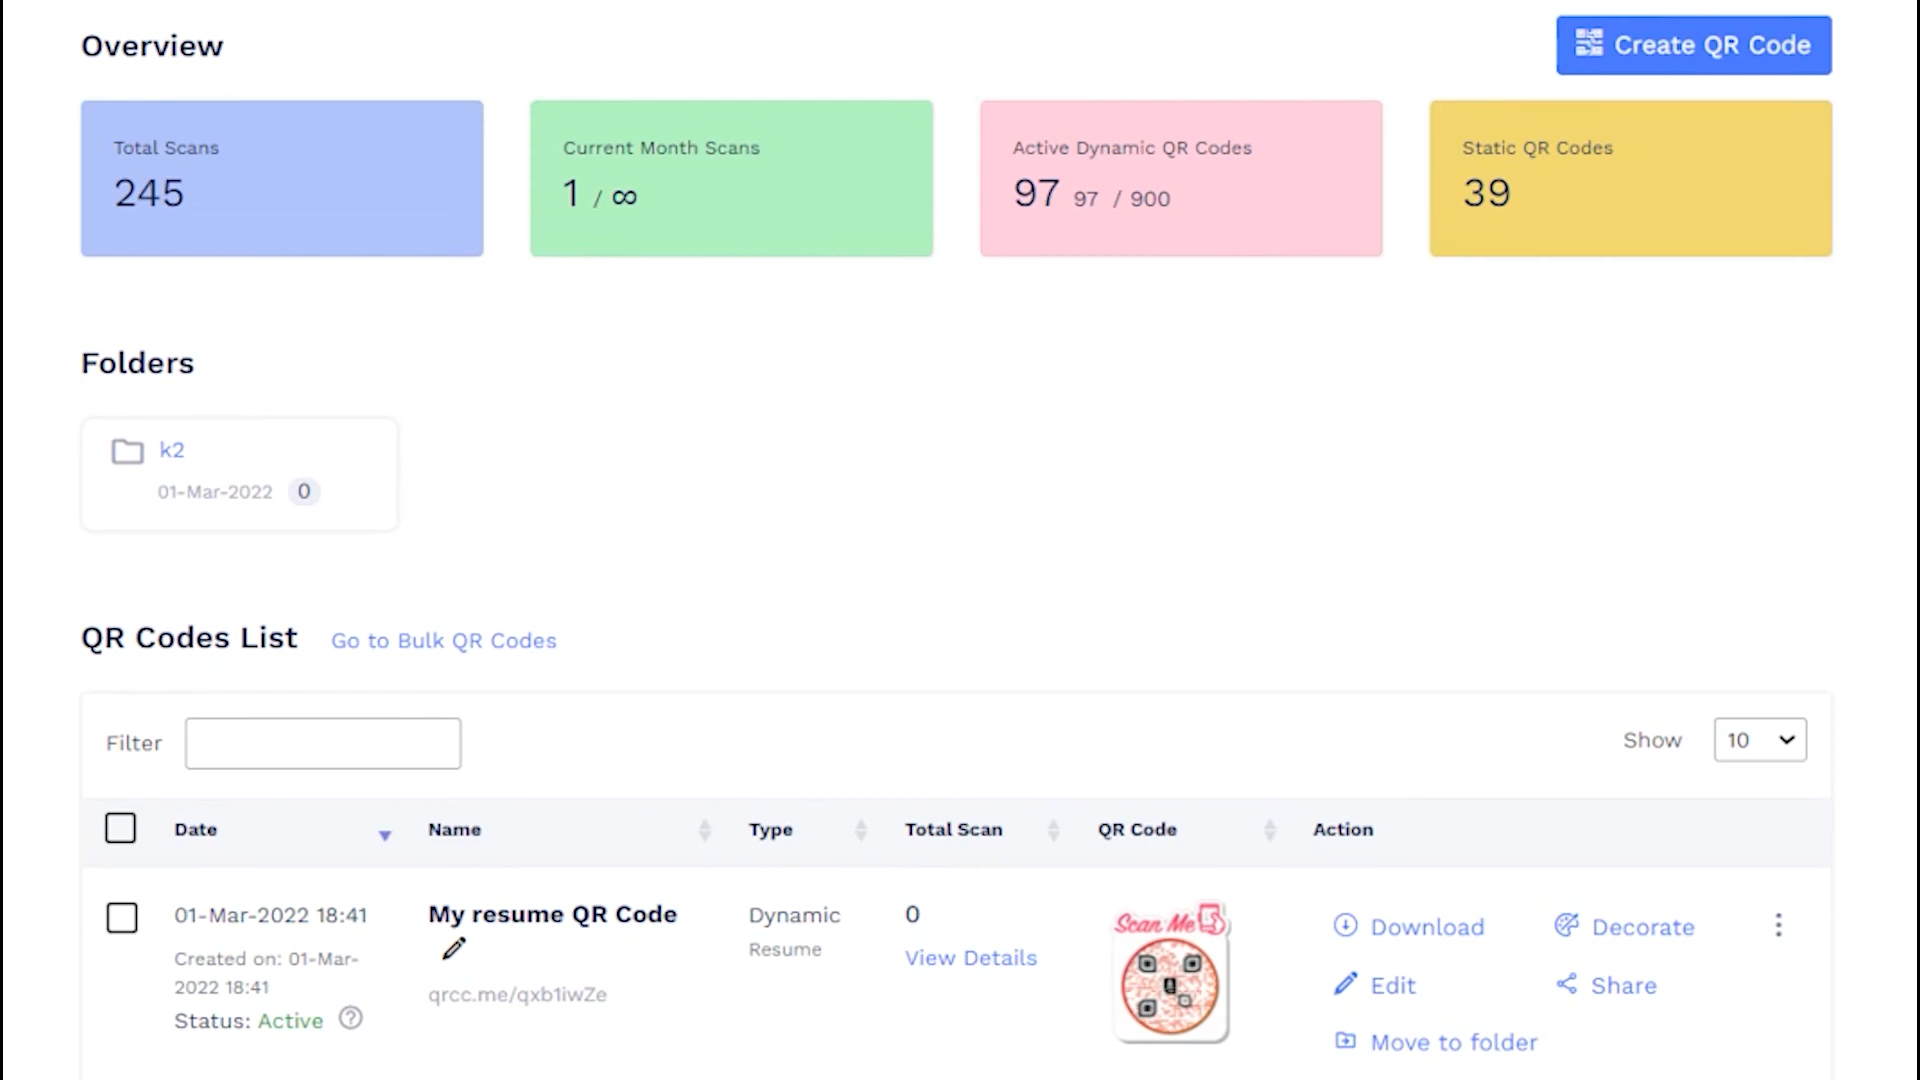 Overview
Create QR Code
Total Scans
245
Current Month Scans
1 / ∞
Active Dynamic QR Codes
97 97 / 900
Static QR Codes
39
Folders
k2
01-Mar-2022 0
QR Codes List Go to Bulk QR Codes
Filter
Show 10
Date Name Type Total Scan QR Code Action
01-Mar-2022 18:41
Created on: 01-Mar-
2022 18:41
Status: Active
My resume QR Code
qrcc.me/qxb1iwZe
Dynamic
Resume
0
View Details
Scan Me
Download Decorate
Edit Share
Move to folder